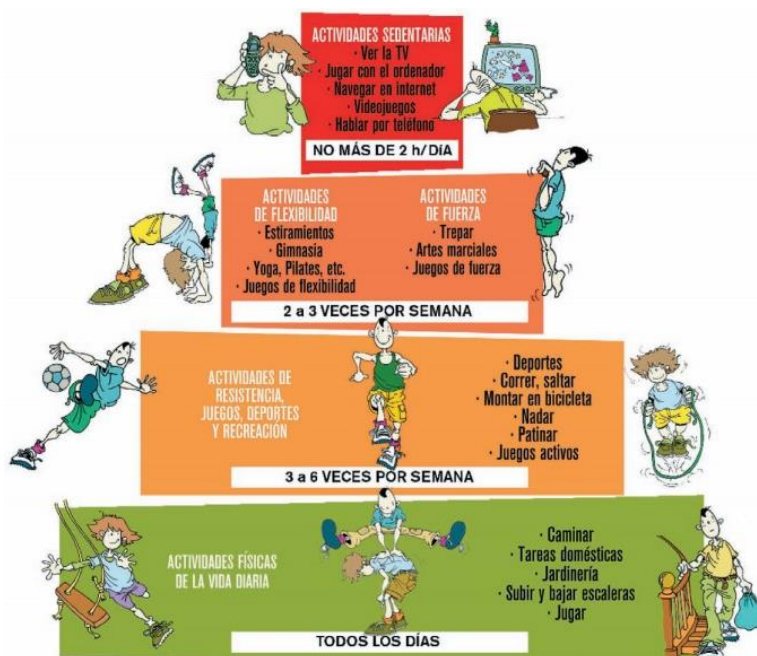 ACTIVIDADES SEDENTARIAS
· Ver la TV
· Jugar con el ordenador
· Navegar en internet
· Videojuegos
· Hablar por teléfono
NO MÁS DE 2 h/DíA
ACTIVIDADES
DE FLEXIBILIDAD
· Estiramientos
· Gimnasia
· Yoga, Pilates, etc.
· Juegos de flexibilidad
ACTIVIDADES
DE FUERZA
· Trepar
· Artes marciales
· Juegos de fuerza
2 a 3 VECES POR SEMANA
ACTIVIDADES DE
RESISTENCIA,
JUEGOS, DEPORTES
Y RECREACIÓN
· Deportes
· Correr, saltar
· Montar en bicicleta
· Nadar
· Patinar
· Juegos activos
3 a 6 VECES POR SEMANA
ACTIVIDADES FÍSICAS
DE LA VIDA DIARIA
· Caminar
· Tareas domésticas
· Jardinería
· Subir y bajar escaleras
· Jugar
TODOS LOS DÍAS